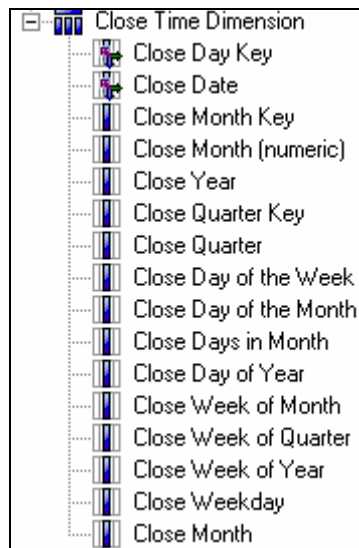 Close Time Dimension
Close Day Key
Close Date
Close Month Key
Close Month (numeric)
Close Year
Close Quarter Key
Close Quarter
Close Day of the Week
Close Day of the Month
Close Days in Month
Close Day of Year
Close Week of Month
Close Week of Quarter
Close Week of Year
Close Weekday
Close Month